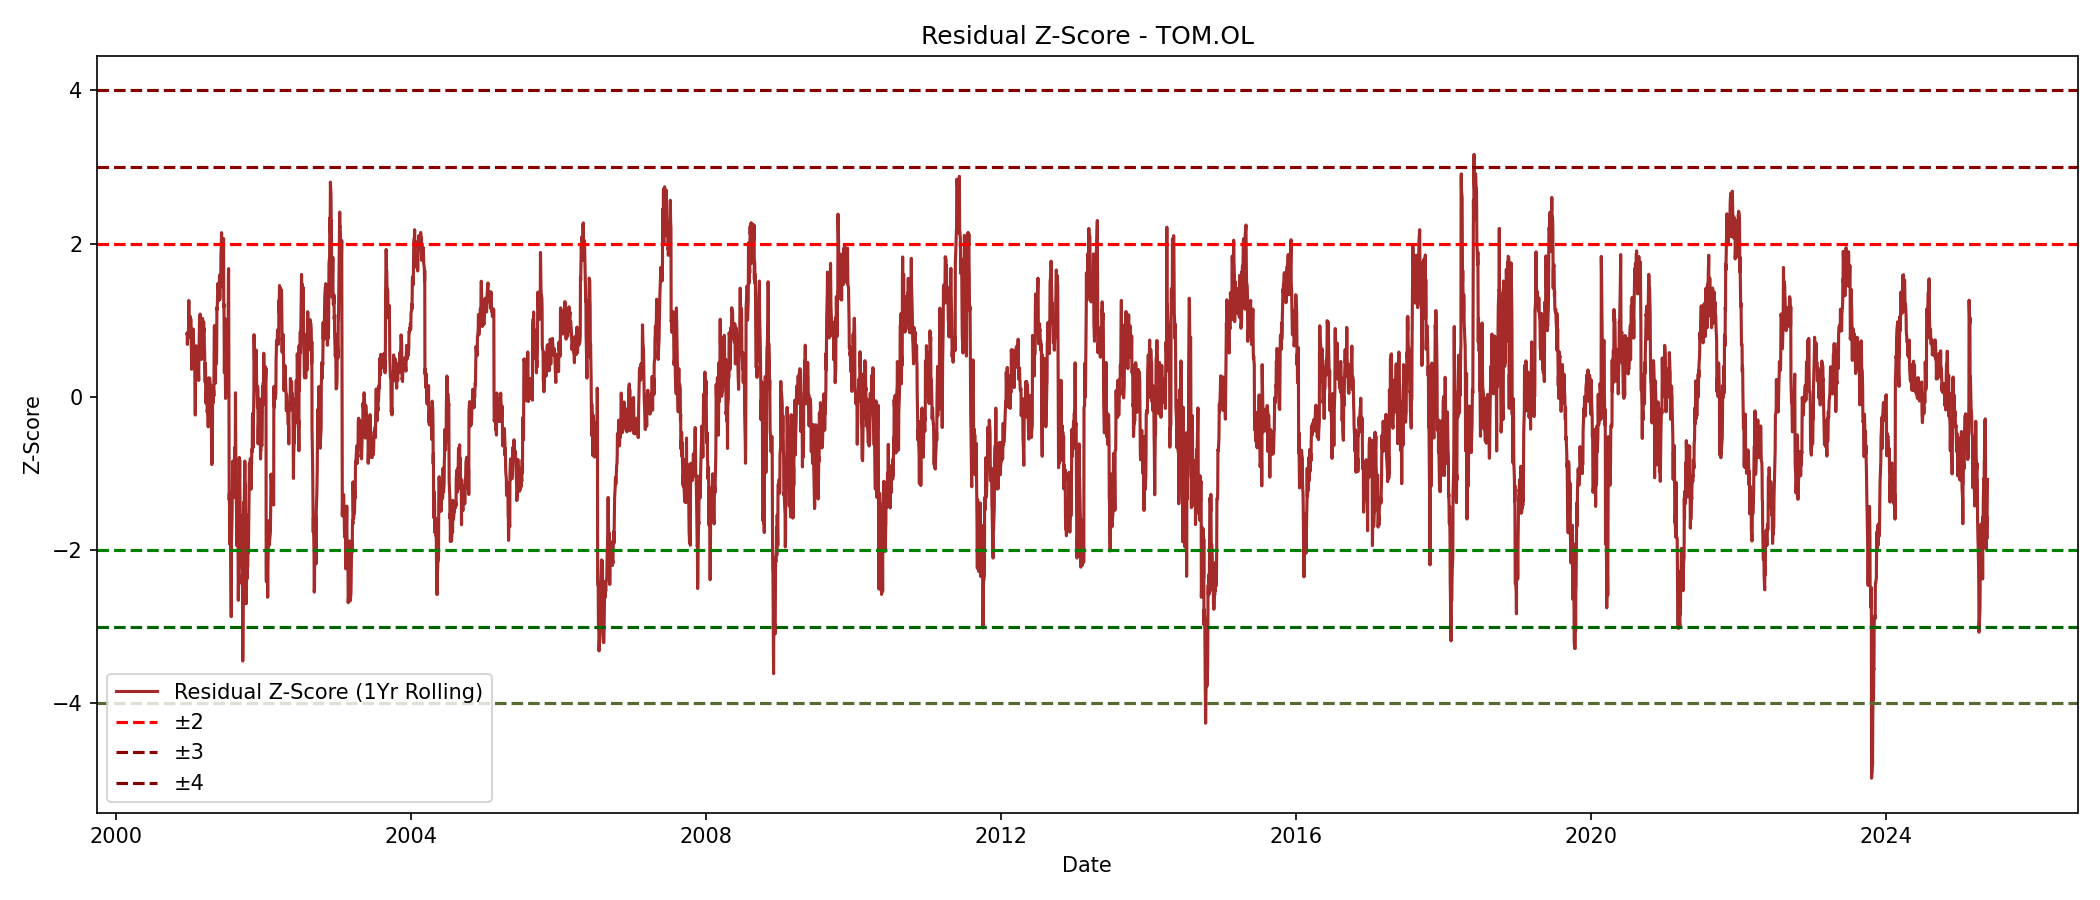 Residual Z-Score - TOM.OL
Z-Score
4
2
0
−2
−4
Residual Z-Score (1Yr Rolling)
±2
±3
±4
2000 2004 2008 2012 2016 2020 2024
Date